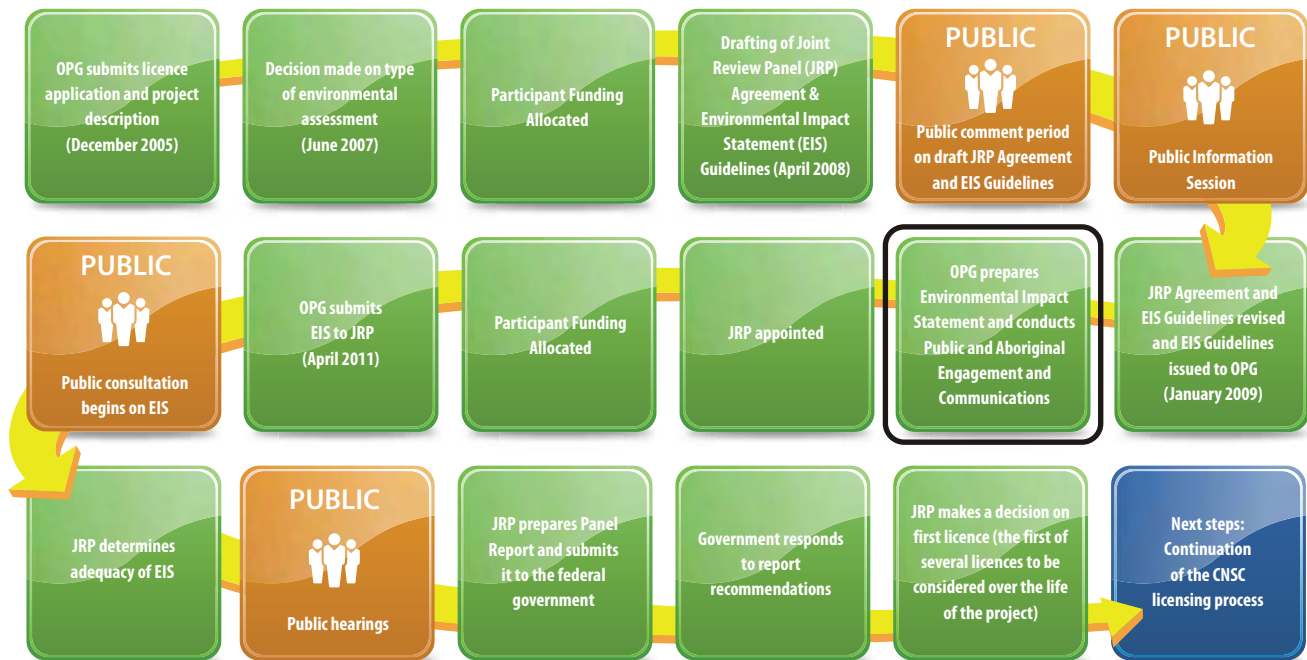 OPG submits licence
application and project
description
(December 2005)
Decision made on type
of environmental
assessment
(June 2007)
Participant Funding
Allocated
Drafting of Joint
Review Panel (JRP)
Agreement &
Environmental Impact
Statement (EIS)
Guidelines (April 2008)
PUBLIC
Public comment period
on draft JRP Agreement
and EIS Guidelines
PUBLIC
Public Information
Session
JRP Agreement and
EIS Guidelines revised
and EIS Guidelines
issued to OPG
(January 2009)
OPG prepares
Environmental Impact
Statement and conducts
Public and Aboriginal
Engagement and
Communications
JRP appointed
Participant Funding
Allocated
OPG submits
EIS to JRP
(April 2011)
PUBLIC
Public consultation
begins on EIS
JRP determines
adequacy of EIS
PUBLIC
Public hearings
JRP prepares Panel
Report and submits
it to the federal
government
Government responds
to report
recommendations
JRP makes a decision on
first licence (the first of
several licences to be
considered over the life
of the project)
Next steps:
Continuation
of the CNSC
licensing process